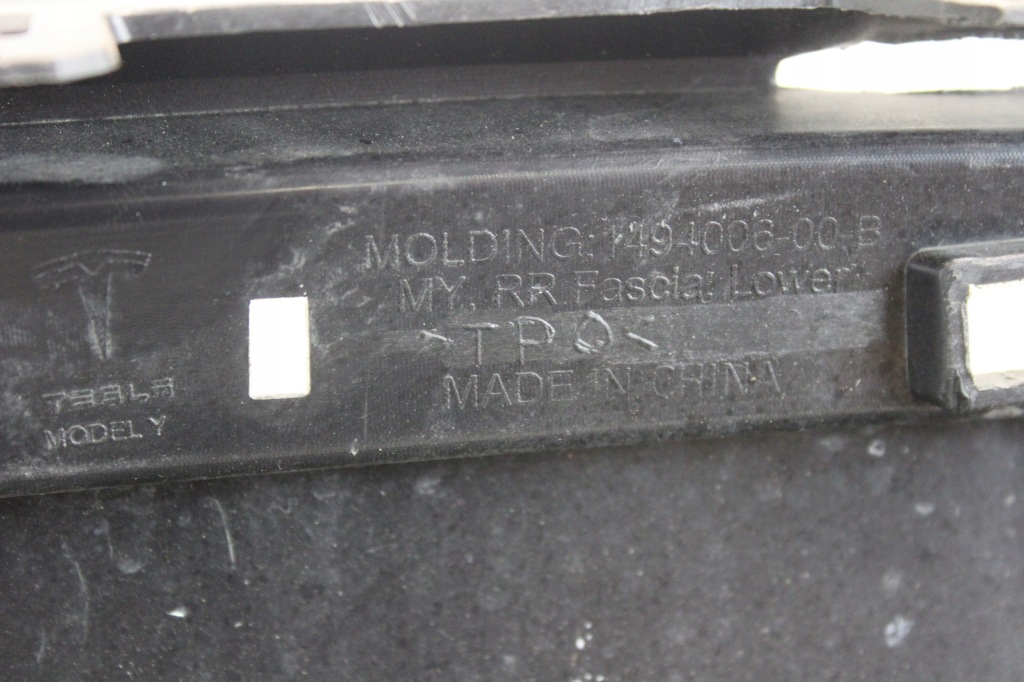 TESLA
MODEL Y
MOLDING: 1494006-00-B
MY, RR Fascia, Lower
-TPO-
MADE IN CHINA